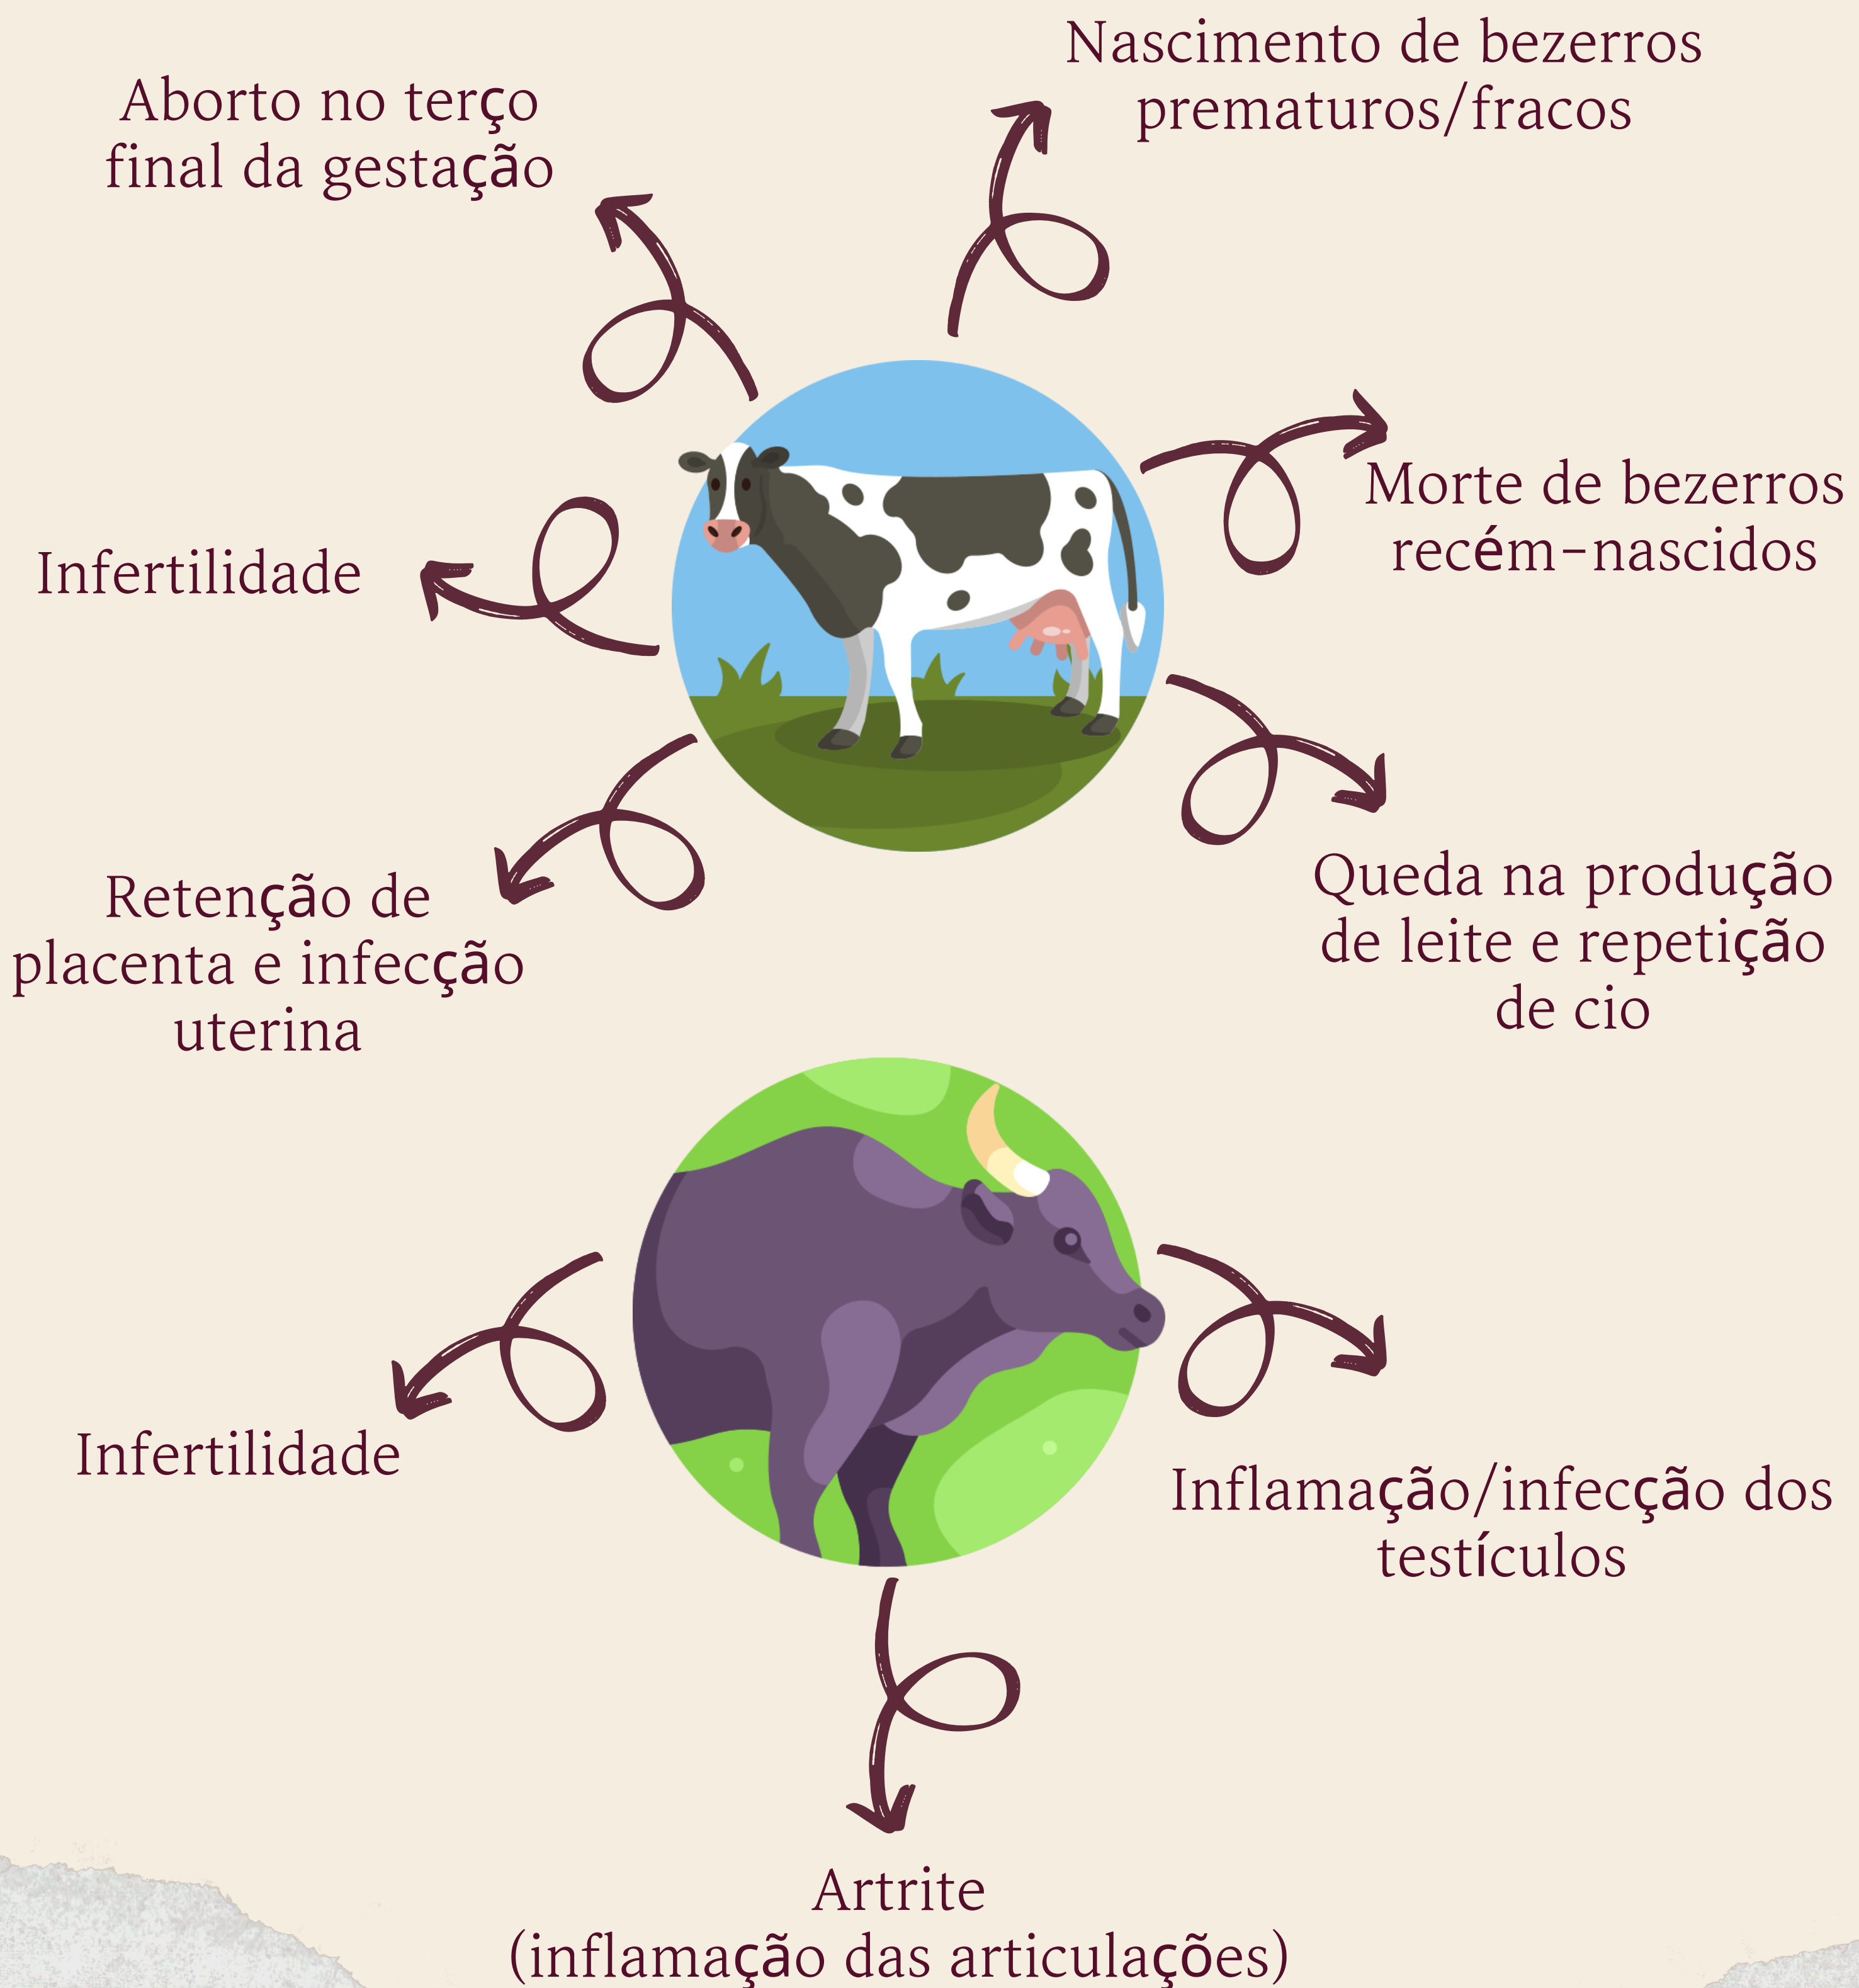 Nascimento de bezerros
prematuros/fracos
Aborto no terço
final da gestação
Morte de bezerros
recém-nascidos
Infertilidade
Retenção de
placenta e infecção
uterina
Queda na produção
de leite e repetição
de cio
Infertilidade
Inflamação/infecção dos
testículos
Artrite
(inflamação das articulações)